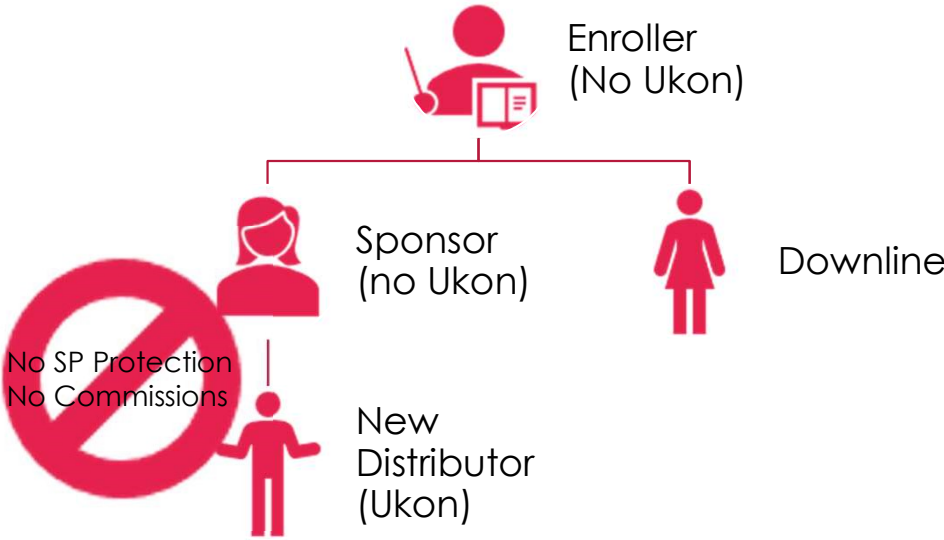 Enroller
(No Ukon)
Sponsor
(no Ukon)
Downline
No SP Protection
No Commissions
New
Distributor
(Ukon)